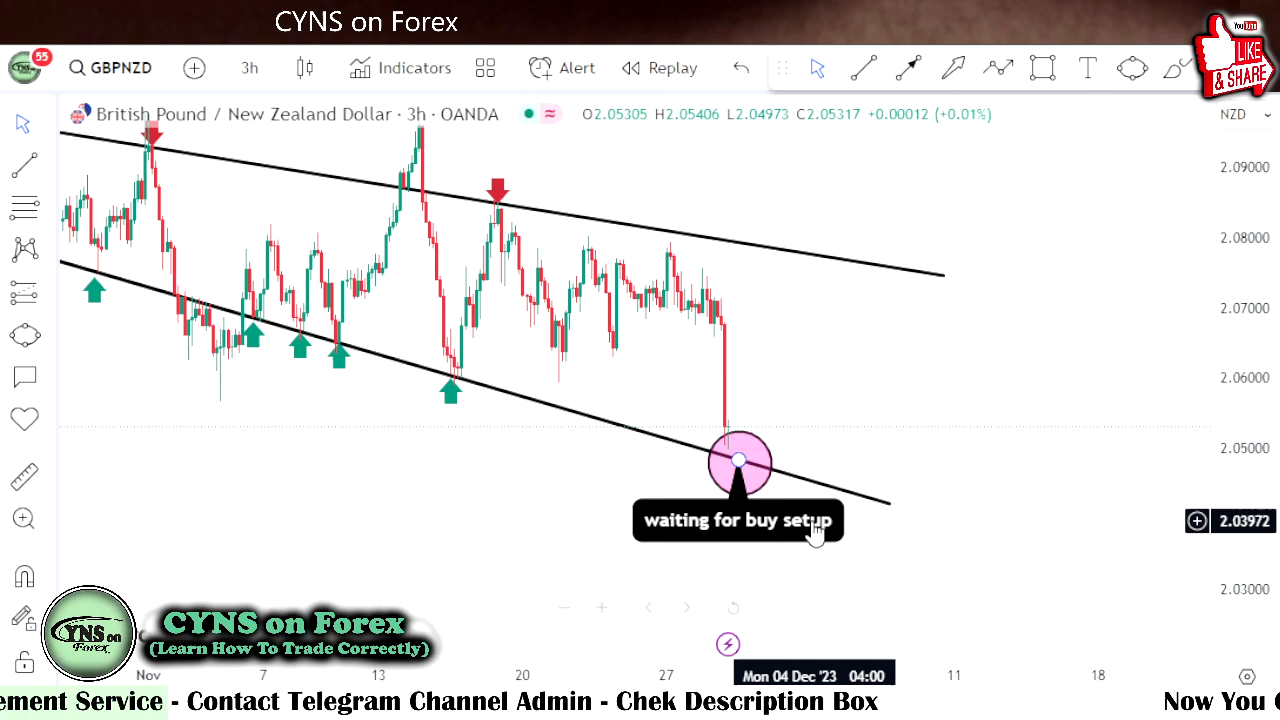 CYNS on Forex
YouTube
LIKE
& SHARE
55
GBPNZD
3h
Indicators
Alert
Replay
British Pound / New Zealand Dollar · 3h · OANDA
O2.05305 H2.05406 L2.04973 C2.05317 +0.00012 (+0.01%)
NZD
2.09000
2.08000
2.07000
2.06000
2.05000
2.03972
2.03000
waiting for buy setup
CYNS on Forex
CYNS on Forex
(Learn How To Trade Correctly)
Nov
7
13
20
27
Mon 04 Dec '23 04:00
11
18
ement Service - Contact Telegram Channel Admin - Chek Description Box
Now You